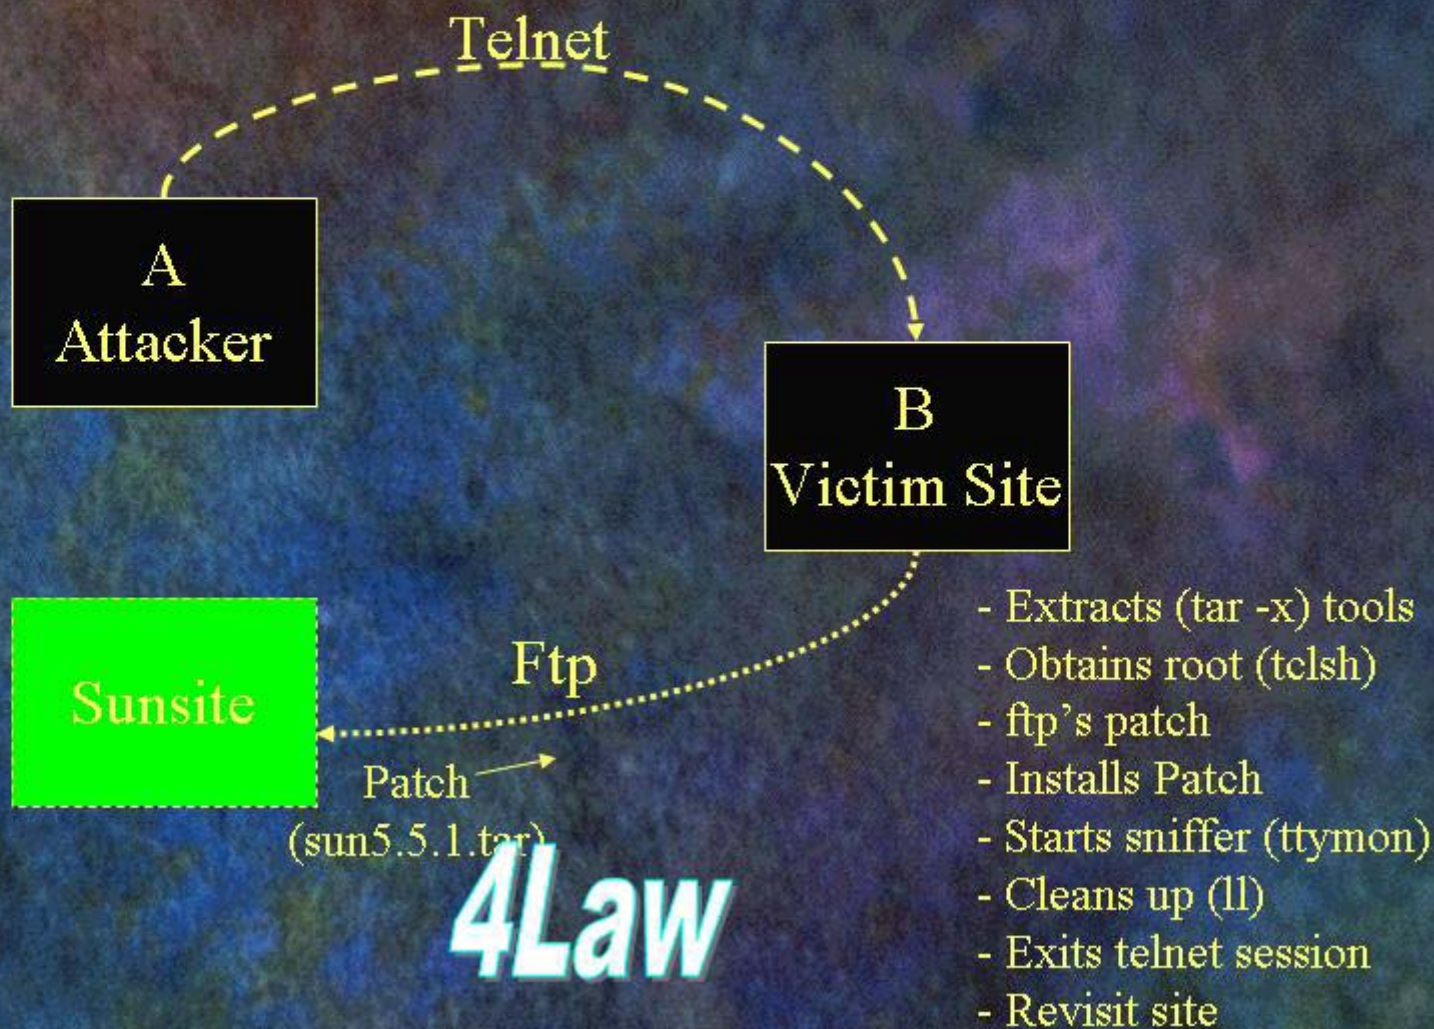 Telnet
A
Attacker
B
Victim Site
Sunsite
Ftp
Patch
(sun5.5.1.tar)
- Extracts (tar -x) tools
- Obtains root (tclsh)
- ftp’s patch
- Installs Patch
- Starts sniffer (ttymon)
- Cleans up (ll)
- Exits telnet session
- Revisit site
4Law